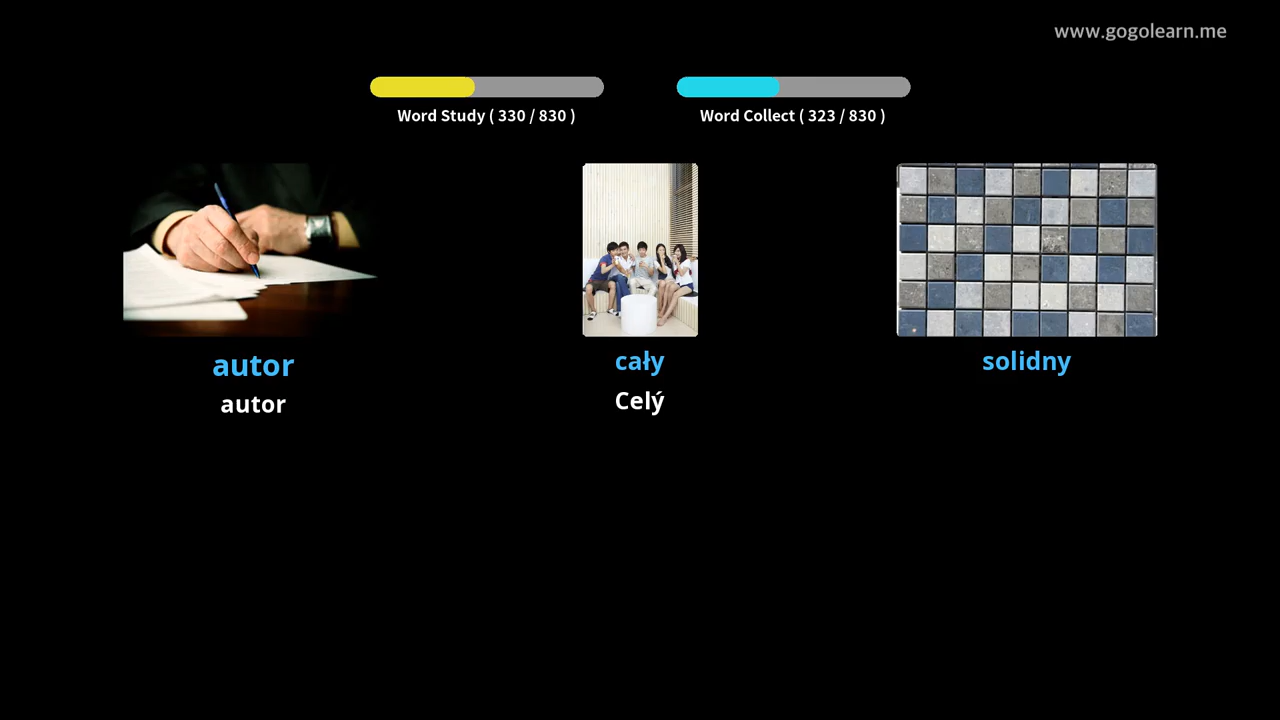 www.gogolearn.me
Word Study ( 330 / 830 )
Word Collect ( 323 / 830 )
autor
autor
cały
Celý
solidny